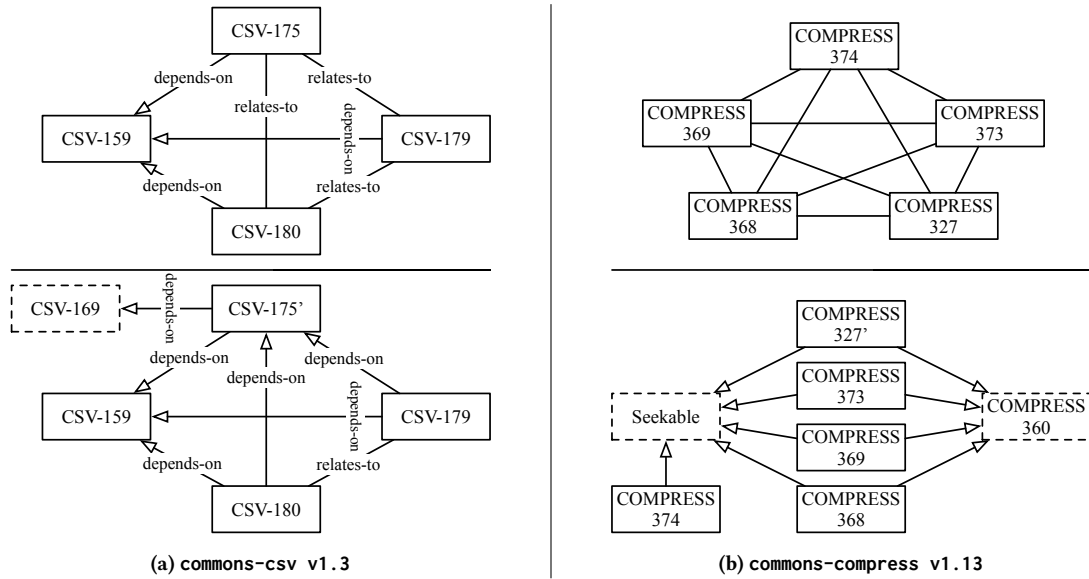 CSV-175
depends-on
relates-to
relates-to
CSV-159
depends-on
CSV-179
depends-on
relates-to
CSV-180
CSV-169
depends-on
CSV-175’
depends-on
depends-on
depends-on
CSV-159
depends-on
CSV-179
depends-on
relates-to
CSV-180
(a) commons-csv v1.3
COMPRESS
374
COMPRESS
369
COMPRESS
373
COMPRESS
368
COMPRESS
327
COMPRESS
327’
COMPRESS
373
Seekable
COMPRESS
360
COMPRESS
369
COMPRESS
374
COMPRESS
368
(b) commons-compress v1.13